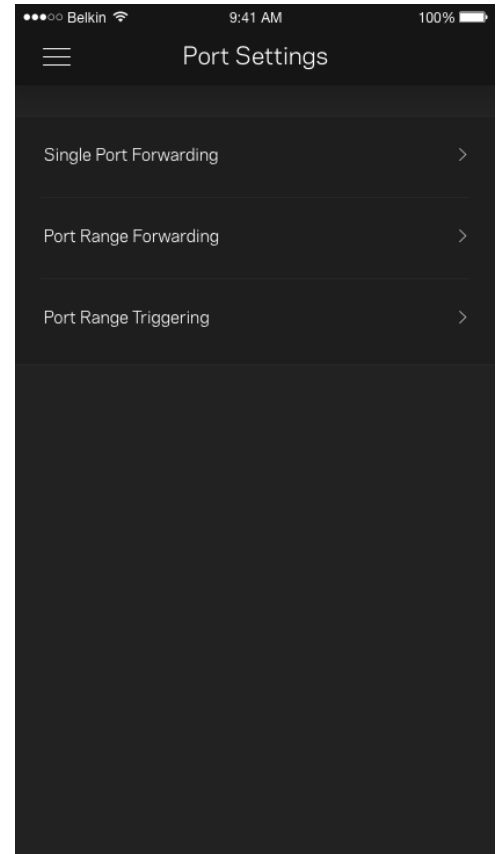 Belkin 9:41 AM 100%
Port Settings
Single Port Forwarding
Port Range Forwarding
Port Range Triggering